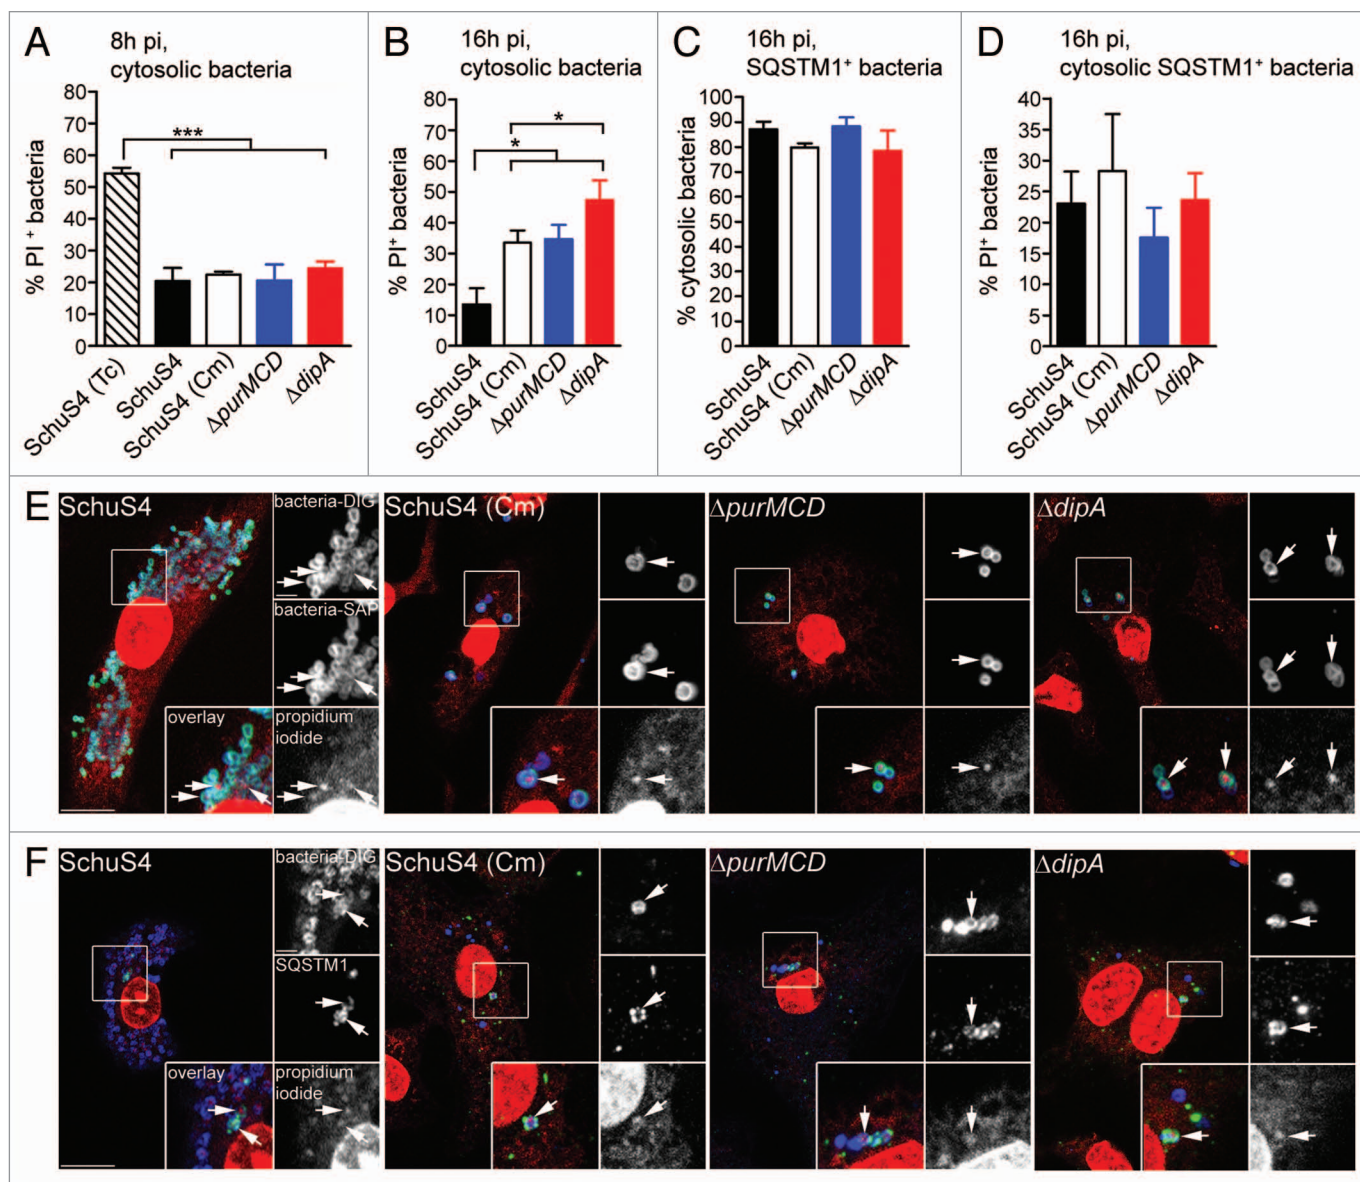 A
8h pi,
cytosolic bacteria
% PI + bacteria
80
70
60
50
40
30
20
10
0
***
SchuS4 (Tc)
SchuS4
SchuS4 (Cm)
ΔpurMCD
ΔdipA
B
16h pi,
cytosolic bacteria
% PI+ bacteria
80
70
60
50
40
30
20
10
0
*
*
SchuS4
SchuS4 (Cm)
ΔpurMCD
ΔdipA
C
16h pi,
SQSTM1+ bacteria
% cytosolic bacteria
100
90
80
70
60
50
40
30
20
10
0
SchuS4
SchuS4 (Cm)
ΔpurMCD
ΔdipA
D
16h pi,
cytosolic SQSTM1+ bacteria
% PI+ bacteria
40
35
30
25
20
15
10
5
0
SchuS4
SchuS4 (Cm)
ΔpurMCD
ΔdipA
E
SchuS4
bacteria-DIG
bacteria-SAP
overlay
propidium
iodide
SchuS4 (Cm)
ΔpurMCD
ΔdipA
F
SchuS4
bacteria-DIG
SQSTM1
overlay
propidium
iodide
SchuS4 (Cm)
ΔpurMCD
ΔdipA